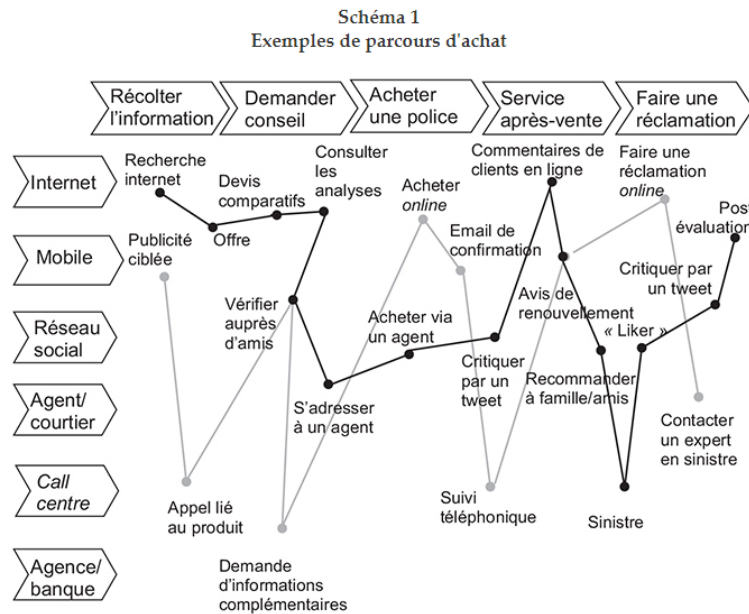 Schéma 1
Exemples de parcours d'achat
Récolter
l'information
Demander
conseil
Acheter
une police
Service
après-vente
Faire une
réclamation
Internet
Mobile
Réseau
social
Agent/
courtier
Call
centre
Agence/
banque
Recherche
internet
Devis
comparatifs
Offre
Consulter
les
analyses
Publicité
ciblée
Vérifier
auprès
d'amis
S'adresser
à un agent
Appel lié
au produit
Demande
d'informations
complémentaires
Acheter
online
Email de
confirmation
Acheter via
un agent
Critiquer
par un
tweet
Suivi
téléphonique
Commentaires de
clients en ligne
Avis de
renouvellement
Recommander
à famille/amis
Sinistre
« Liker »
Faire une
réclamation
online
Critiquer par
un tweet
Post
évaluation
Contacter
un expert
en sinistre